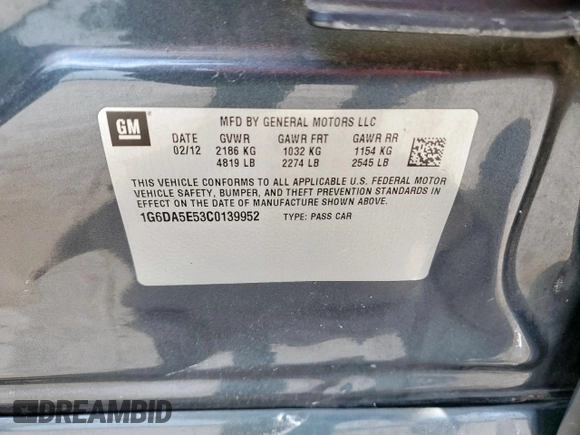 GM
MFD BY GENERAL MOTORS LLC
DATE GVWR GAWR FRT GAWR RR
02/12 2186 KG 1032 KG 1154 KG
4819 LB 2274 LB 2545 LB
THIS VEHICLE CONFORMS TO ALL APPLICABLE U.S. FEDERAL MOTOR
VEHICLE SAFETY, BUMPER, AND THEFT PREVENTION STANDARDS IN
EFFECT ON THE DATE OF MANUFACTURE SHOWN ABOVE.
1G6DA5E53C0139952 TYPE: PASS CAR
DREAMBID